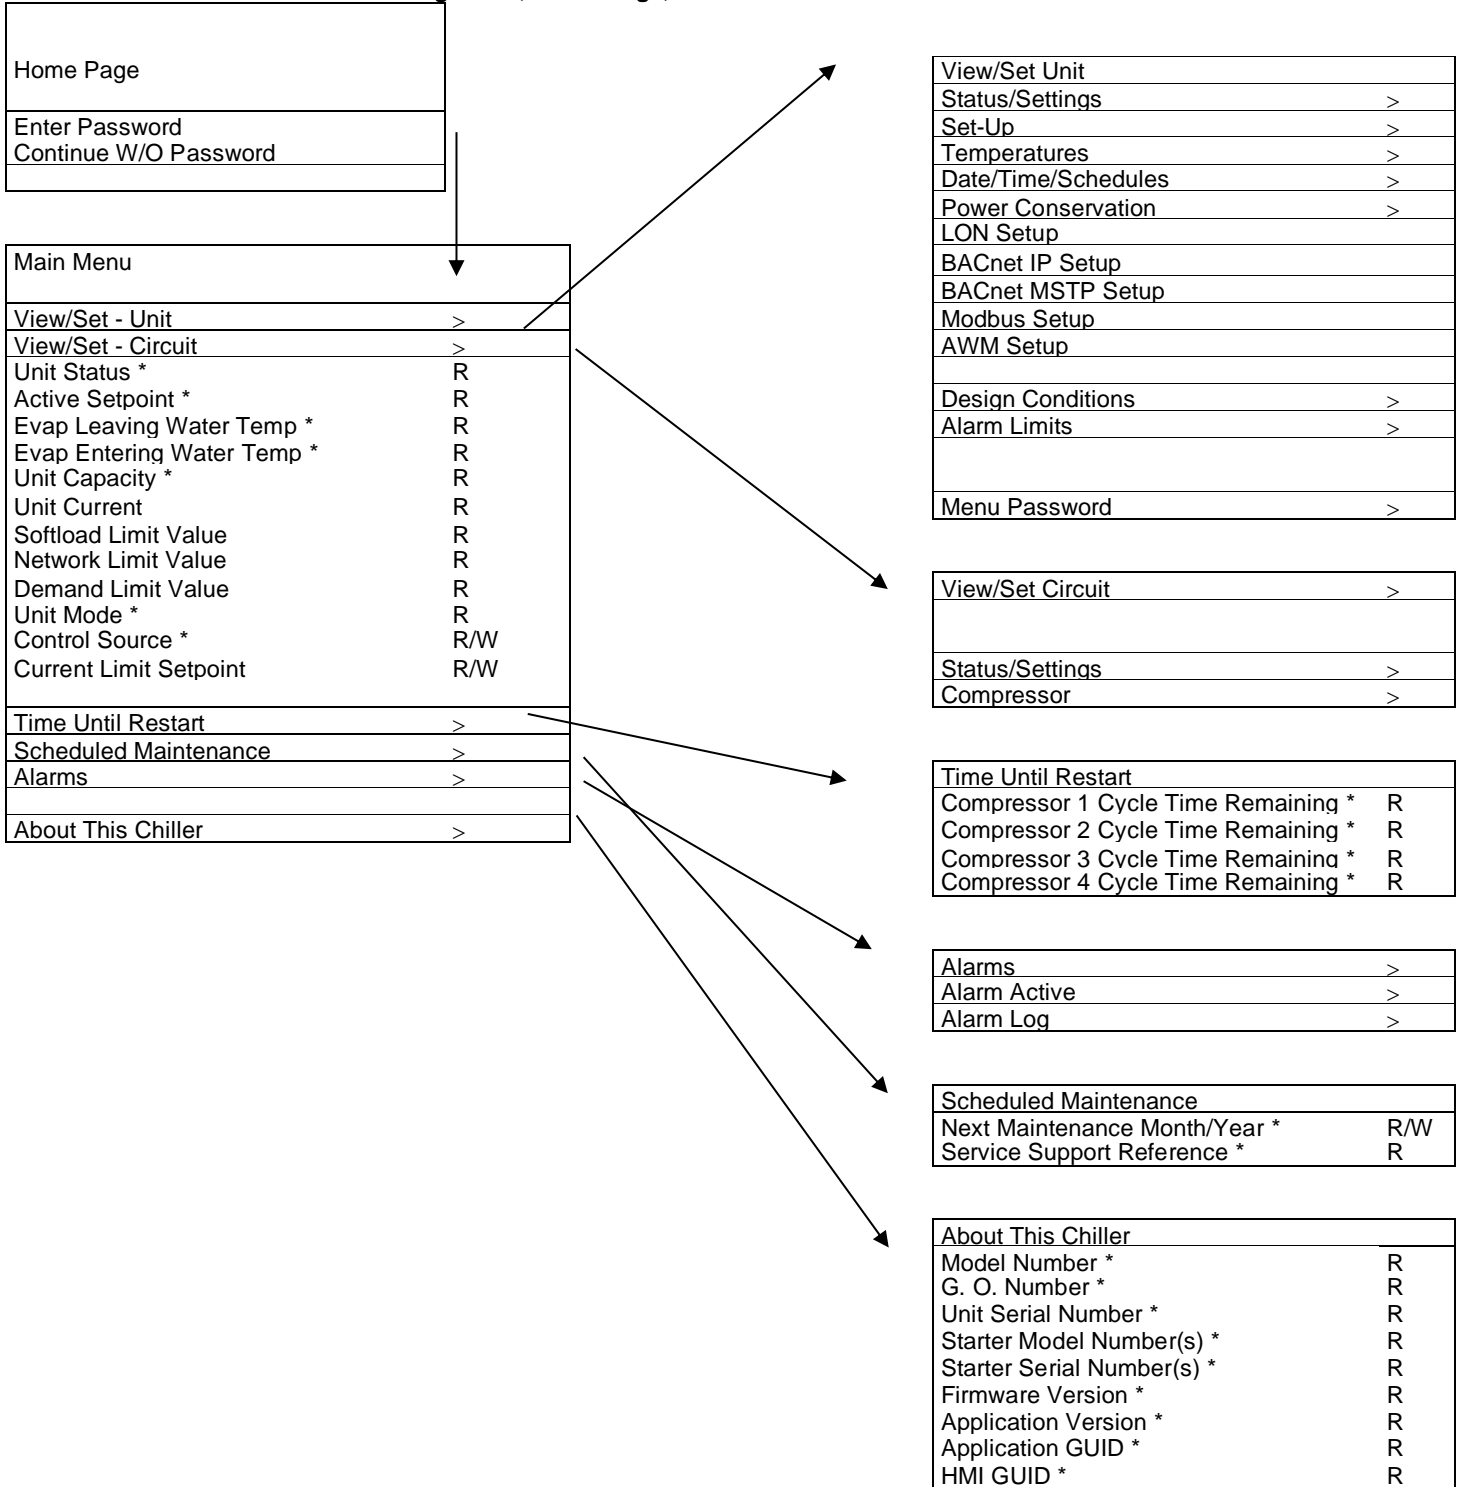 Home Page
Enter Password
Continue W/O Password
Main Menu
View/Set - Unit >
View/Set - Circuit >
Unit Status * R
Active Setpoint * R
Evap Leaving Water Temp * R
Evap Entering Water Temp * R
Unit Capacity * R
Unit Current R
Softload Limit Value R
Network Limit Value R
Demand Limit Value R
Unit Mode * R
Control Source * R/W
Current Limit Setpoint R/W
Time Until Restart >
Scheduled Maintenance >
Alarms >
About This Chiller >
View/Set Unit
Status/Settings >
Set-Up >
Temperatures >
Date/Time/Schedules >
Power Conservation >
LON Setup
BACnet IP Setup
BACnet MSTP Setup
Modbus Setup
AWM Setup
Design Conditions >
Alarm Limits >
Menu Password >
View/Set Circuit >
Status/Settings >
Compressor >
Time Until Restart
Compressor 1 Cycle Time Remaining * R
Compressor 2 Cycle Time Remaining * R
Compressor 3 Cycle Time Remaining * R
Compressor 4 Cycle Time Remaining * R
Alarms >
Alarm Active >
Alarm Log >
Scheduled Maintenance
Next Maintenance Month/Year * R/W
Service Support Reference * R
About This Chiller
Model Number * R
G. O. Number * R
Unit Serial Number * R
Starter Model Number(s) * R
Starter Serial Number(s) * R
Firmware Version * R
Application Version * R
Application GUID * R
HMI GUID * R